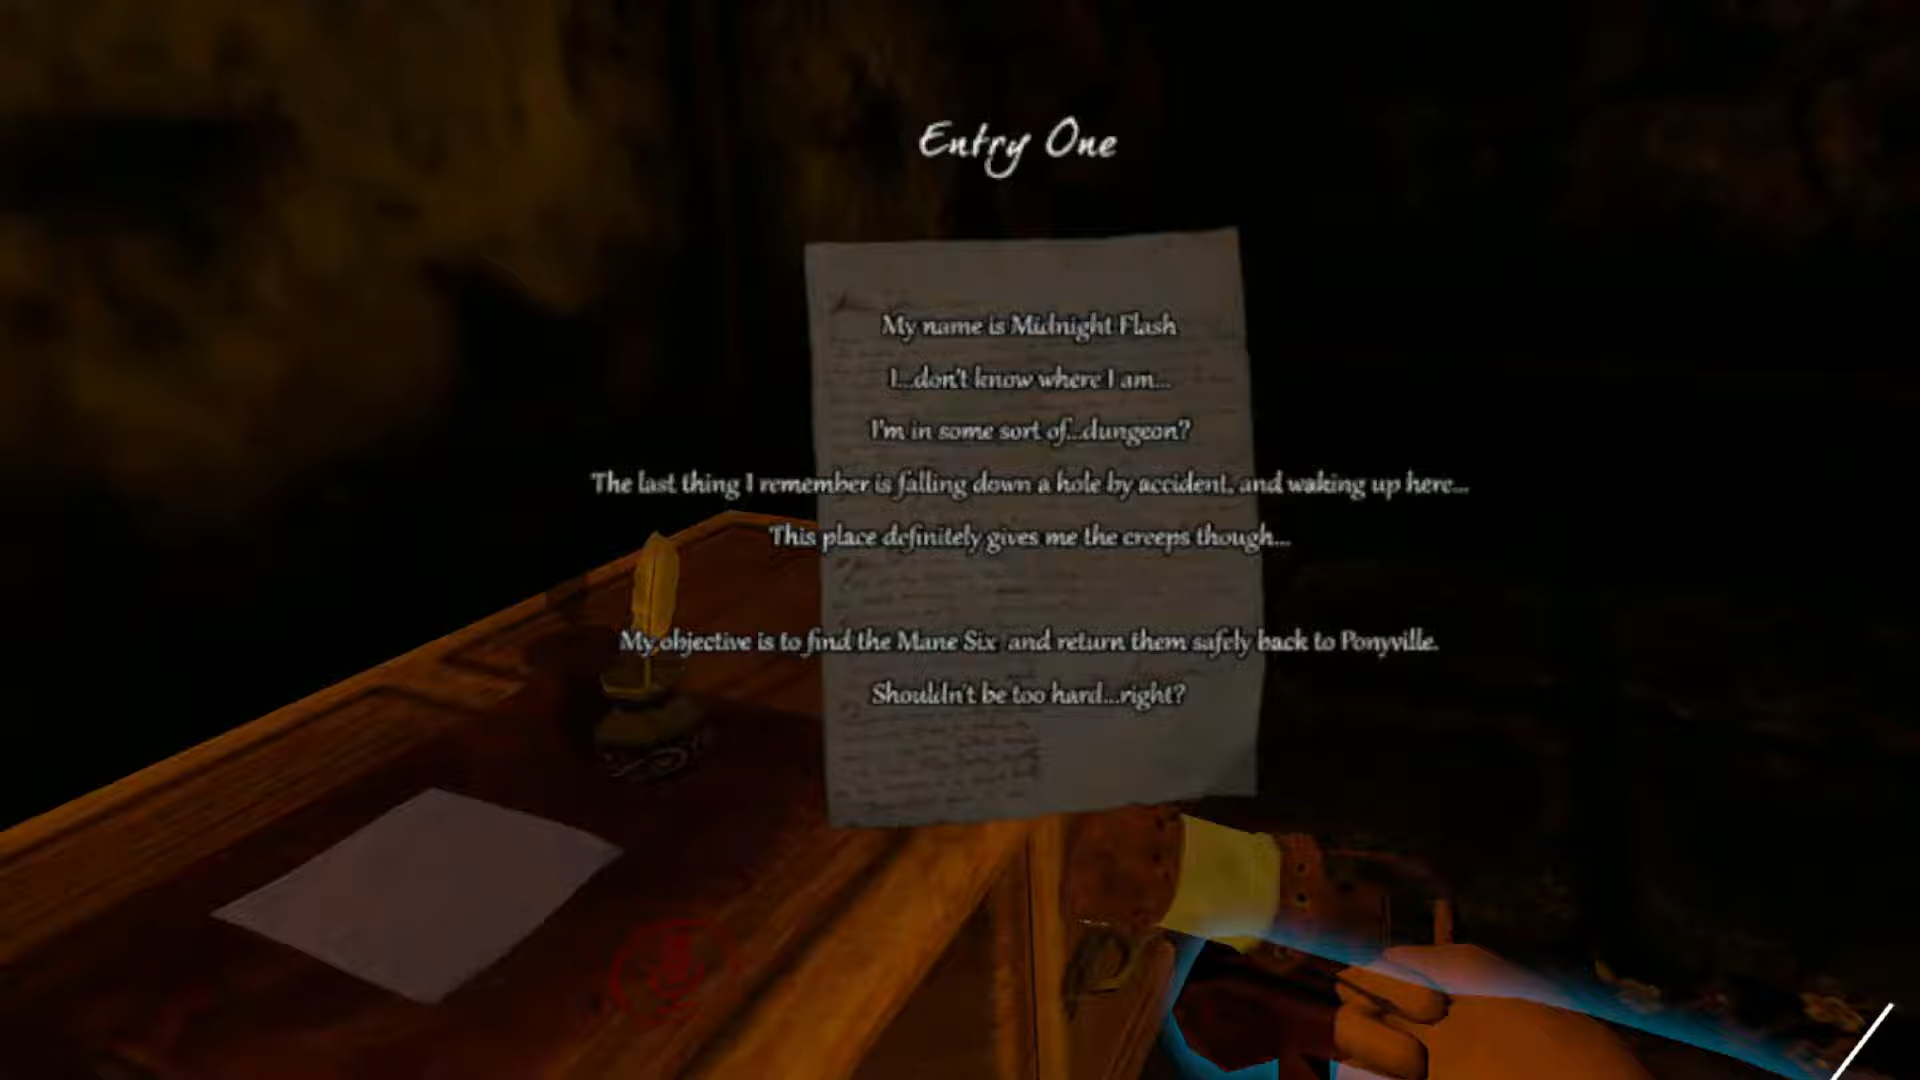 Entry One
My name is Midnight Flash
I...don't know where I am...
I'm in some sort of...dungeon?
The last thing I remember is falling down a hole by accident, and waking up here...
This place definitely gives me the creeps though...
My objective is to find the Mane Six  and return them safely back to Ponyville.
Shouldn't be too hard...right?